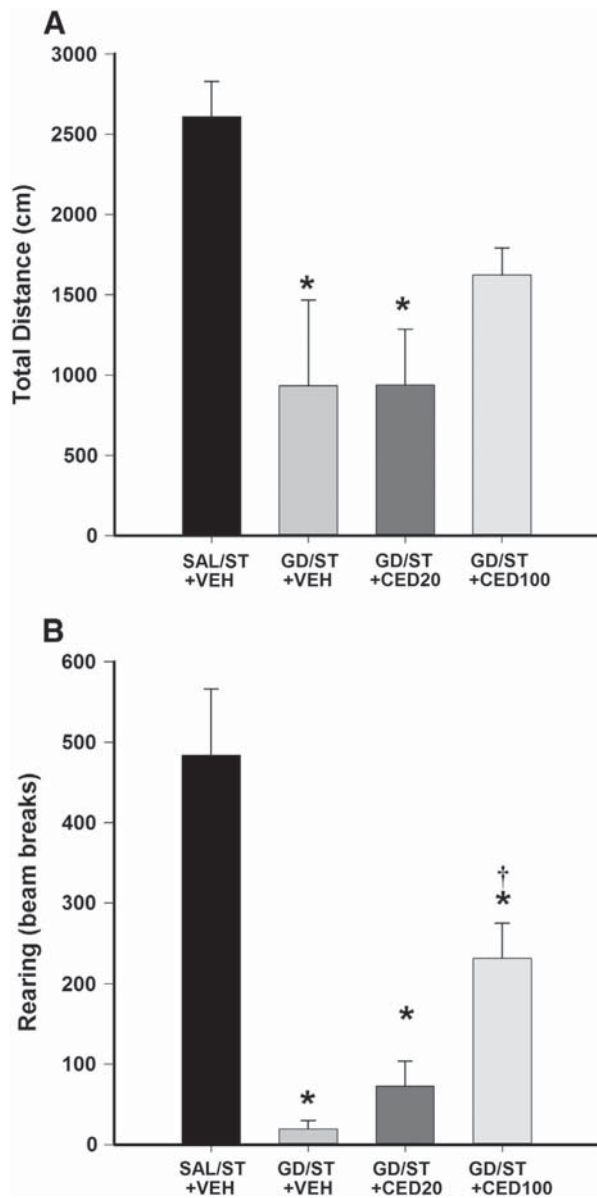 A
3000
2500
2000
1500
1000
500
0
Total Distance (cm)
*
*
SAL/ST GD/ST GD/ST GD/ST
+VEH +VEH +CED20 +CED100
B
600
500
400
300
200
100
0
Rearing (beam breaks)
†
*
*
*
SAL/ST GD/ST GD/ST GD/ST
+VEH +VEH +CED20 +CED100